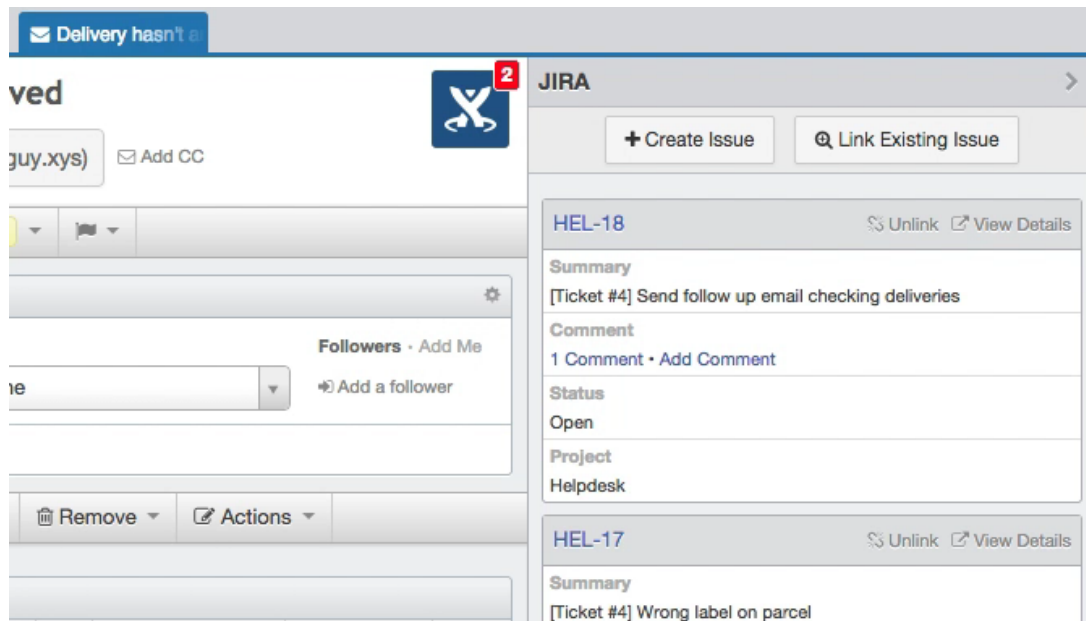 Delivery hasn't a
ved
2
guy.xys)
Add CC
Followers · Add Me
ne
Add a follower
Remove
Actions
JIRA
Create Issue
Link Existing Issue
HEL-18
Unlink
View Details
Summary
[Ticket #4] Send follow up email checking deliveries
Comment
1 Comment • Add Comment
Status
Open
Project
Helpdesk
HEL-17
Unlink
View Details
Summary
[Ticket #4] Wrong label on parcel